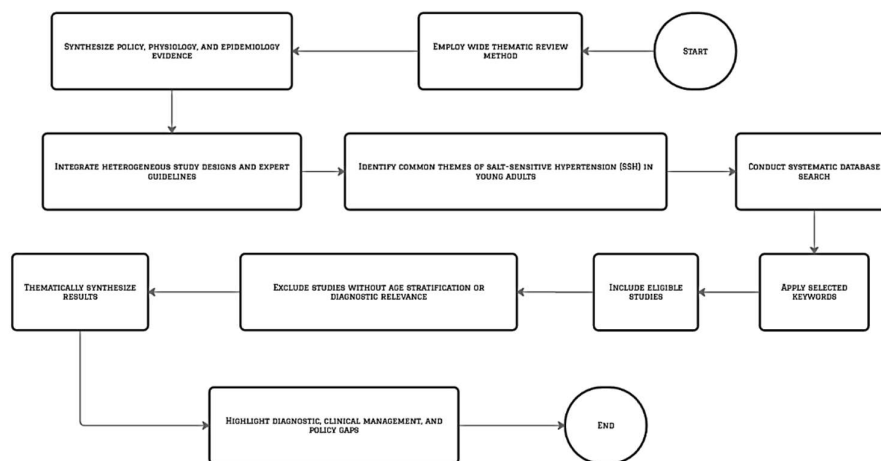 START
EMPLOY WIDE THEMATIC REVIEW
METHOD
SYNTHESIZE POLICY, PHYSIOLOGY, AND EPIDEMIOLOGY
EVIDENCE
INTEGRATE HETEROGENEOUS STUDY DESIGNS AND EXPERT
GUIDELINES
IDENTIFY COMMON THEMES OF SALT-SENSITIVE HYPERTENSION (SSH) IN
YOUNG ADULTS
CONDUCT SYSTEMATIC DATABASE
SEARCH
APPLY SELECTED
KEYWORDS
INCLUDE ELIGIBLE
STUDIES
EXCLUDE STUDIES WITHOUT AGE STRATIFICATION OR
DIAGNOSTIC RELEVANCE
THEMATICALLY SYNTHESIZE
RESULTS
HIGHLIGHT DIAGNOSTIC, CLINICAL MANAGEMENT, AND
POLICY GAPS
END